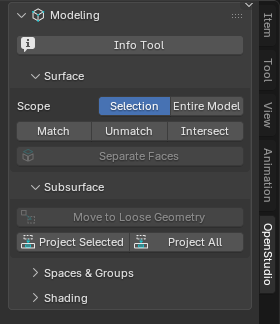 Modeling
Info Tool
Surface
Scope Selection Entire Model
Match Unmatch Intersect
Separate Faces
Subsurface
Move to Loose Geometry
Project Selected Project All
Spaces & Groups
Shading
Item
Tool
View
Animation
OpenStudio